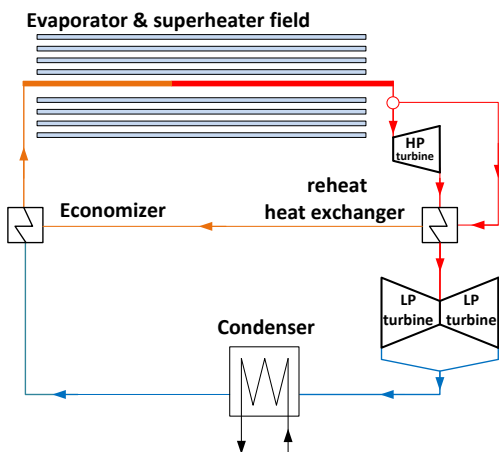 Evaporator & superheater field
HP
turbine
reheat
heat exchanger
Economizer
LP
turbine
LP
turbine
Condenser